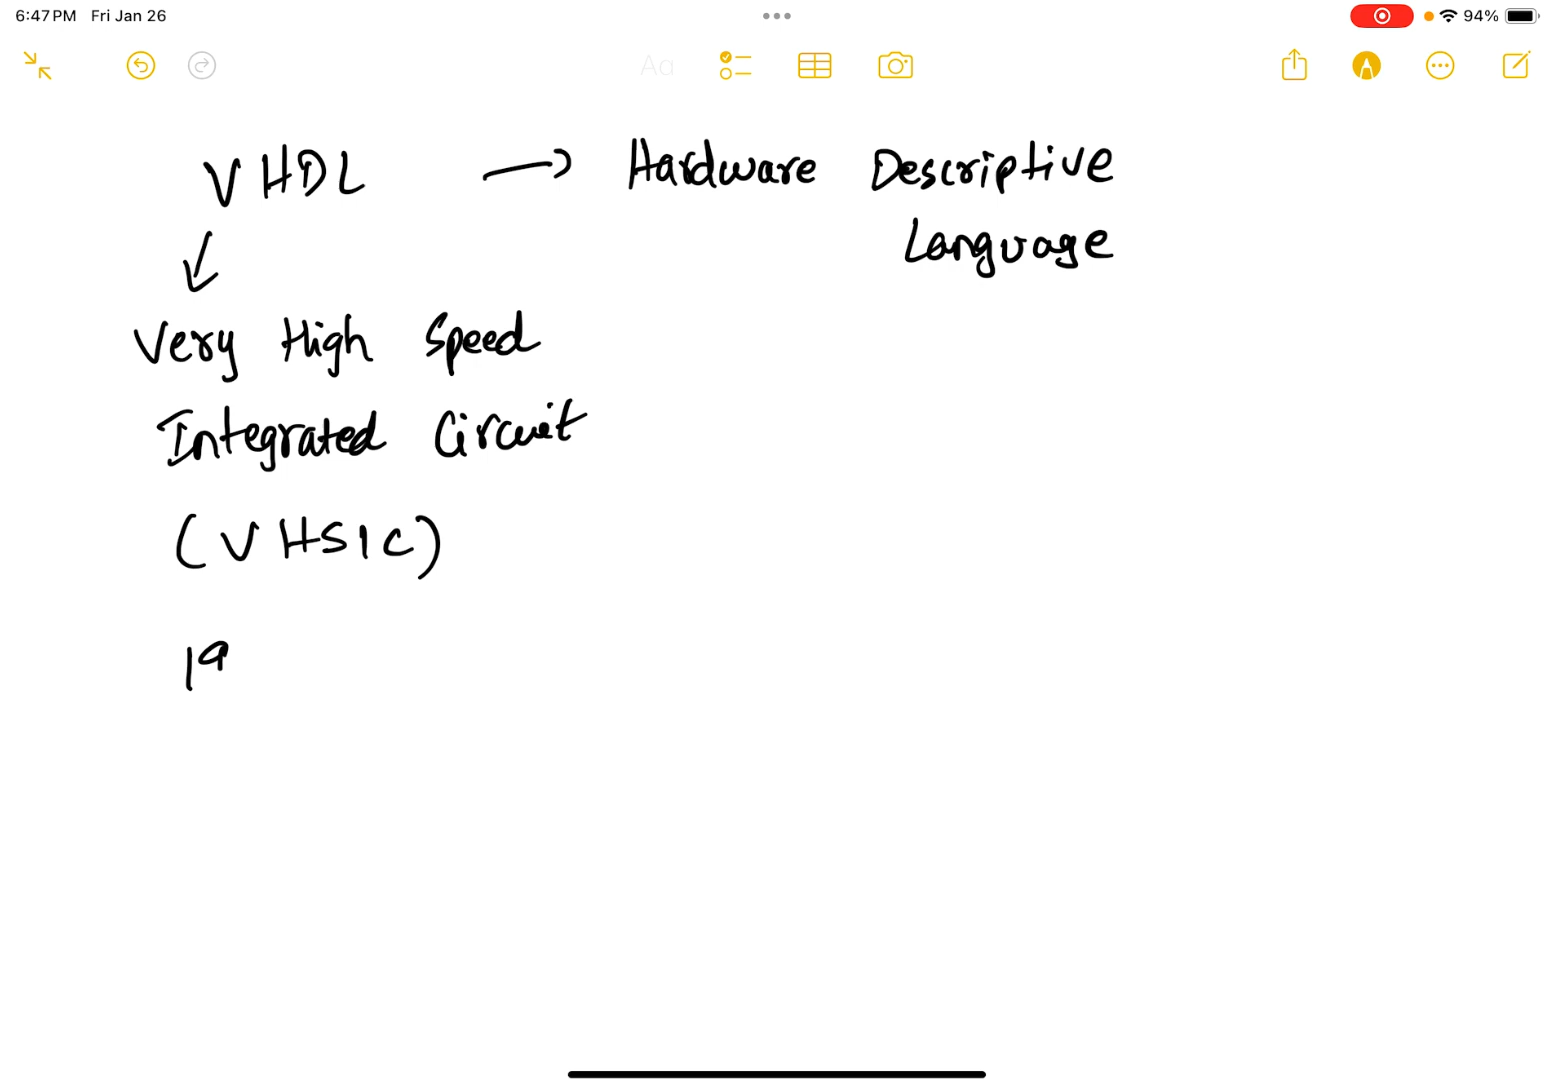 6:47 PM Fri Jan 26
94%
Aa
VHDL → Hardware Descriptive
Language
Very High Speed
Integrated Circuit
(VHSIC)
19